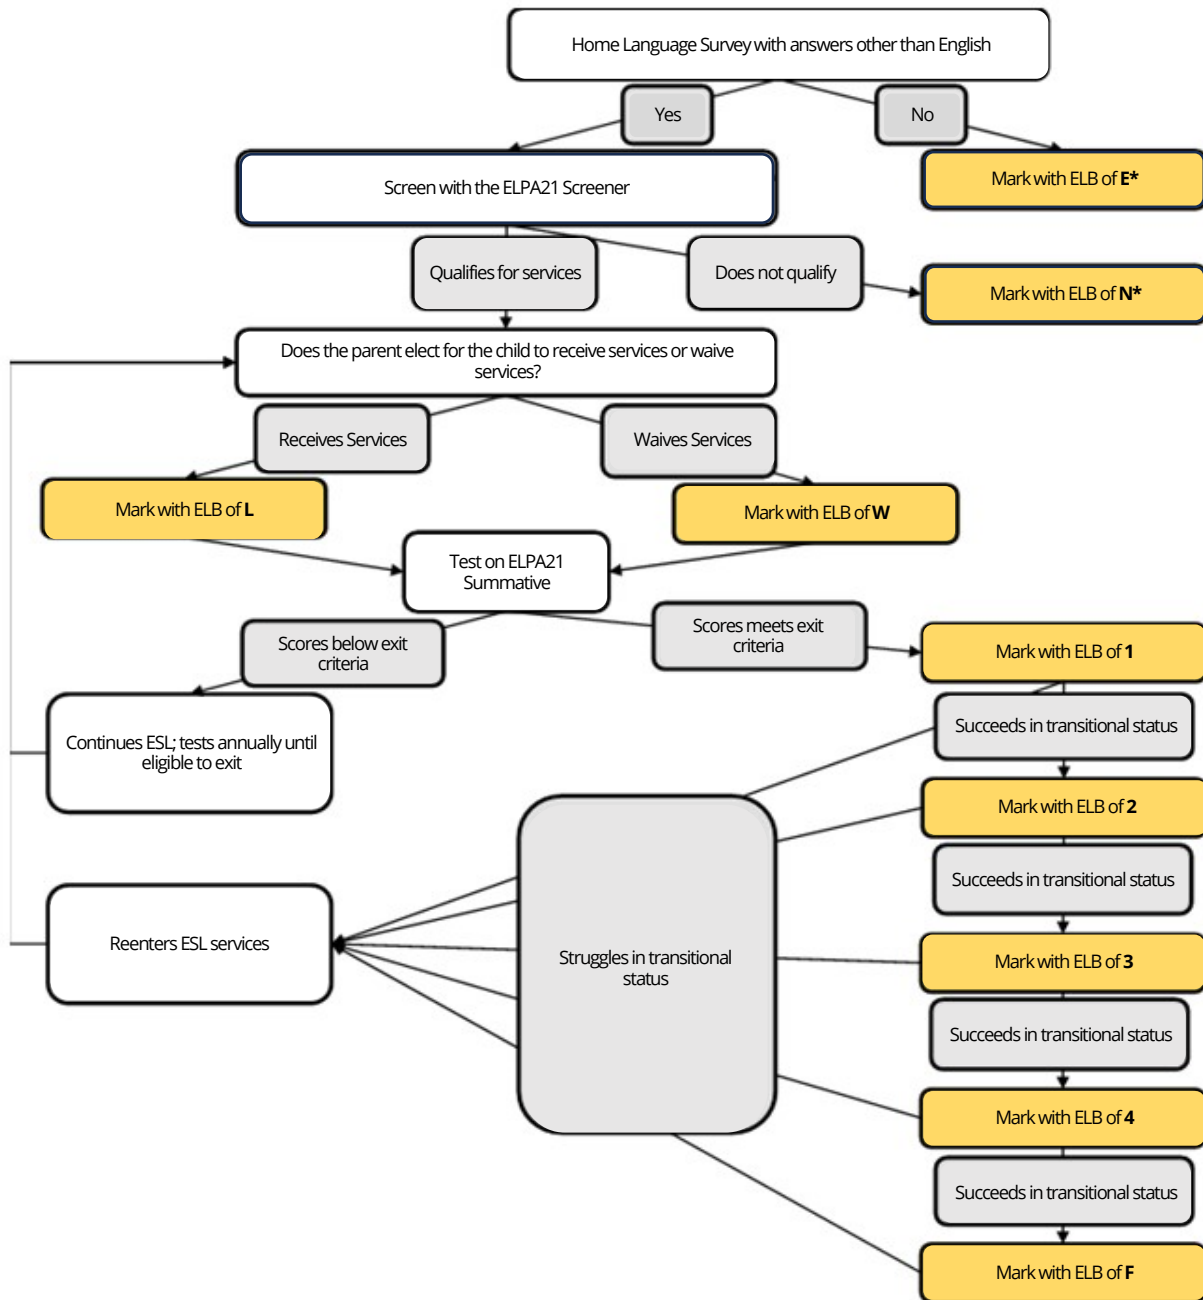 Home Language Survey with answers other than English
Yes
No
Mark with ELB of E*
Screen with the ELPA21 Screener
Qualifies for services
Does not qualify
Mark with ELB of N*
Does the parent elect for the child to receive services or waive
services?
Receives Services
Waives Services
Mark with ELB of L
Mark with ELB of W
Test on ELPA21
Summative
Scores below exit
criteria
Scores meets exit
criteria
Mark with ELB of 1
Continues ESL; tests annually until
eligible to exit
Succeeds in transitional status
Mark with ELB of 2
Succeeds in transitional status
Reenters ESL services
Struggles in transitional
status
Mark with ELB of 3
Succeeds in transitional status
Mark with ELB of 4
Succeeds in transitional status
Mark with ELB of F